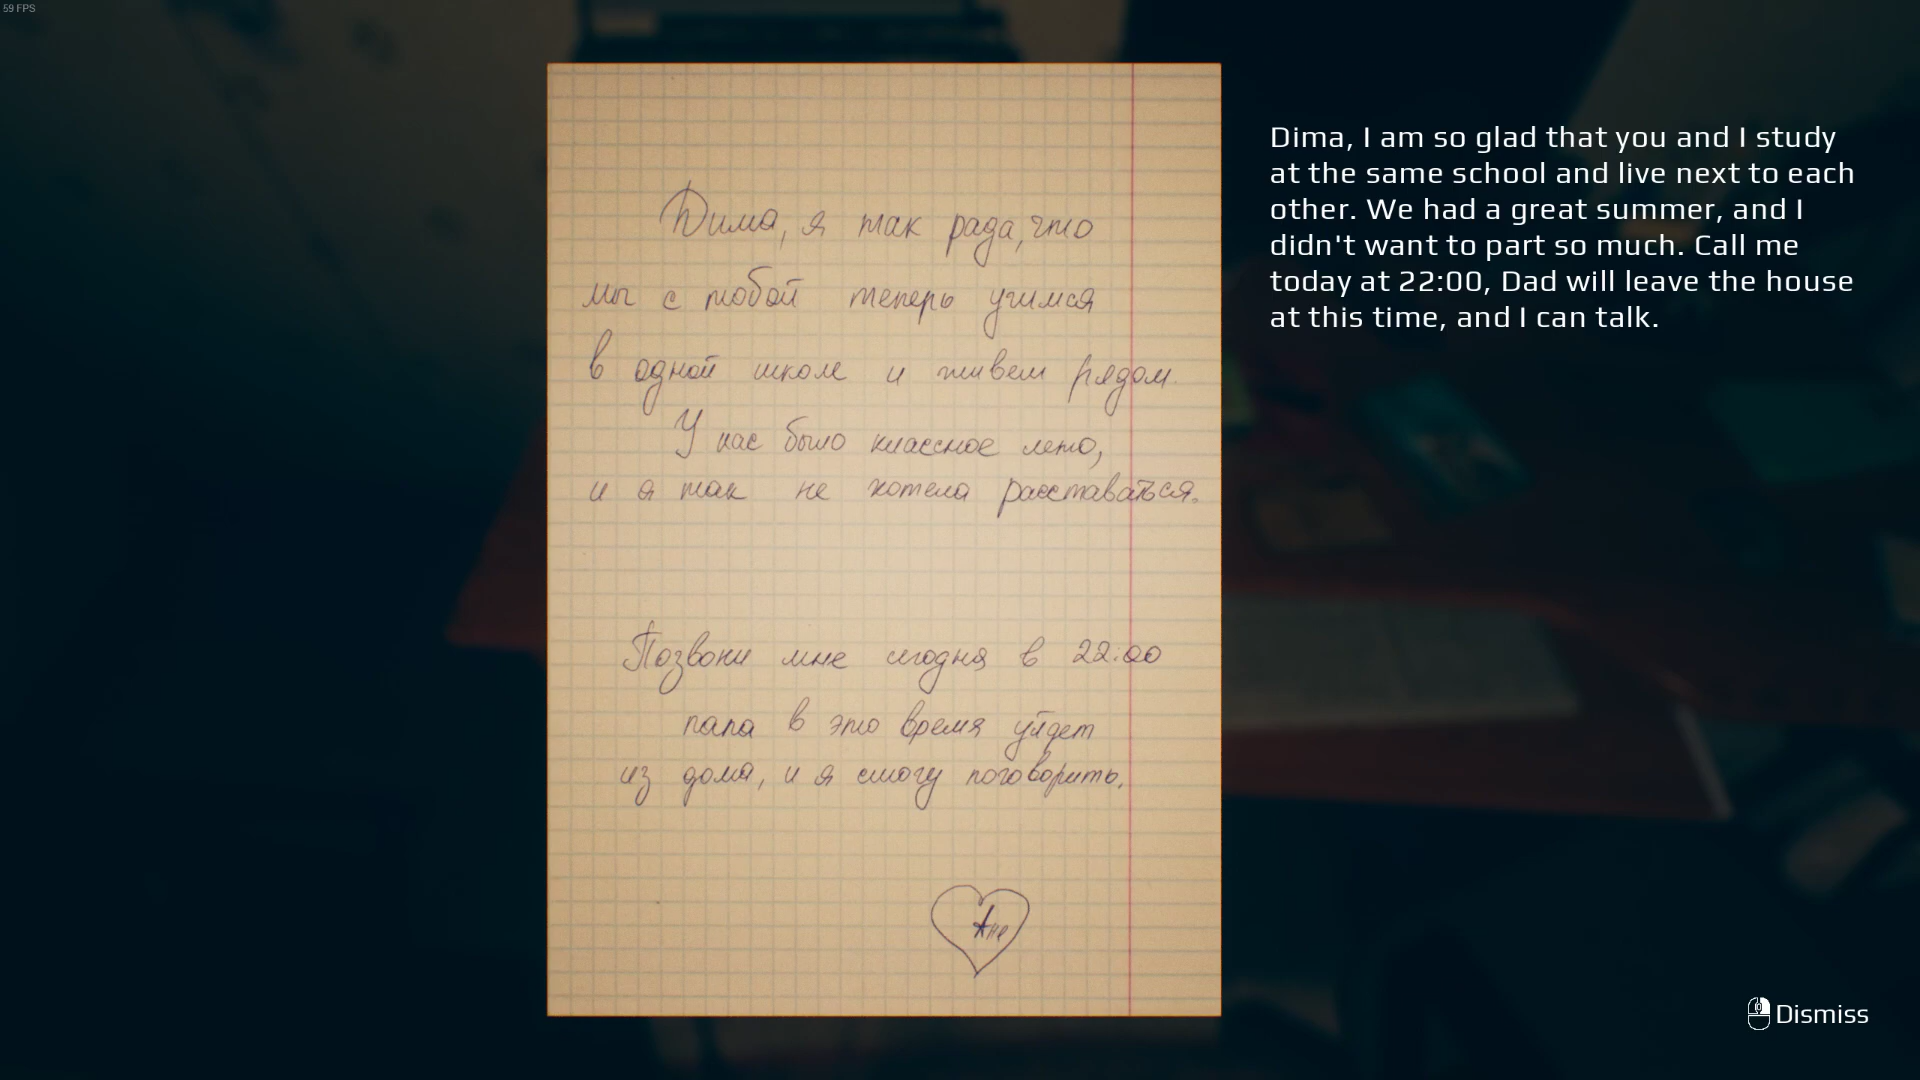 59 FPS
Дима, я так рада, что
мы с тобой теперь учимся
в одной школе и живем рядом.
У нас было классное лето,
и я так не хотела расставаться.
Позвони мне сегодня в 22:00
папа в это время уйдет
из дома, и я смогу поговорить.
Dima, I am so glad that you and I study
at the same school and live next to each
other. We had a great summer, and I
didn't want to part so much. Call me
today at 22:00, Dad will leave the house
at this time, and I can talk.
Dismiss